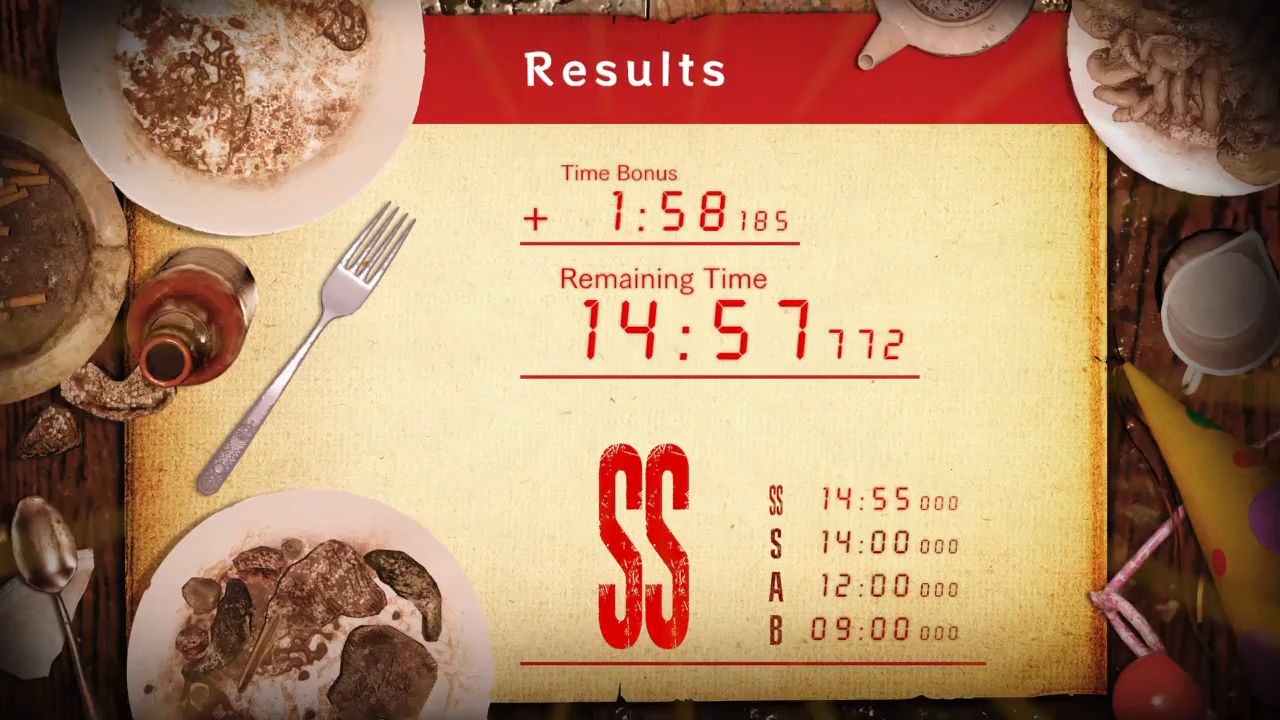 Results
Time Bonus
+ 1:58 185
Remaining Time
14:57 772
SS
SS 14:55 000
S 14:00 000
A 12:00 000
B 09:00 000